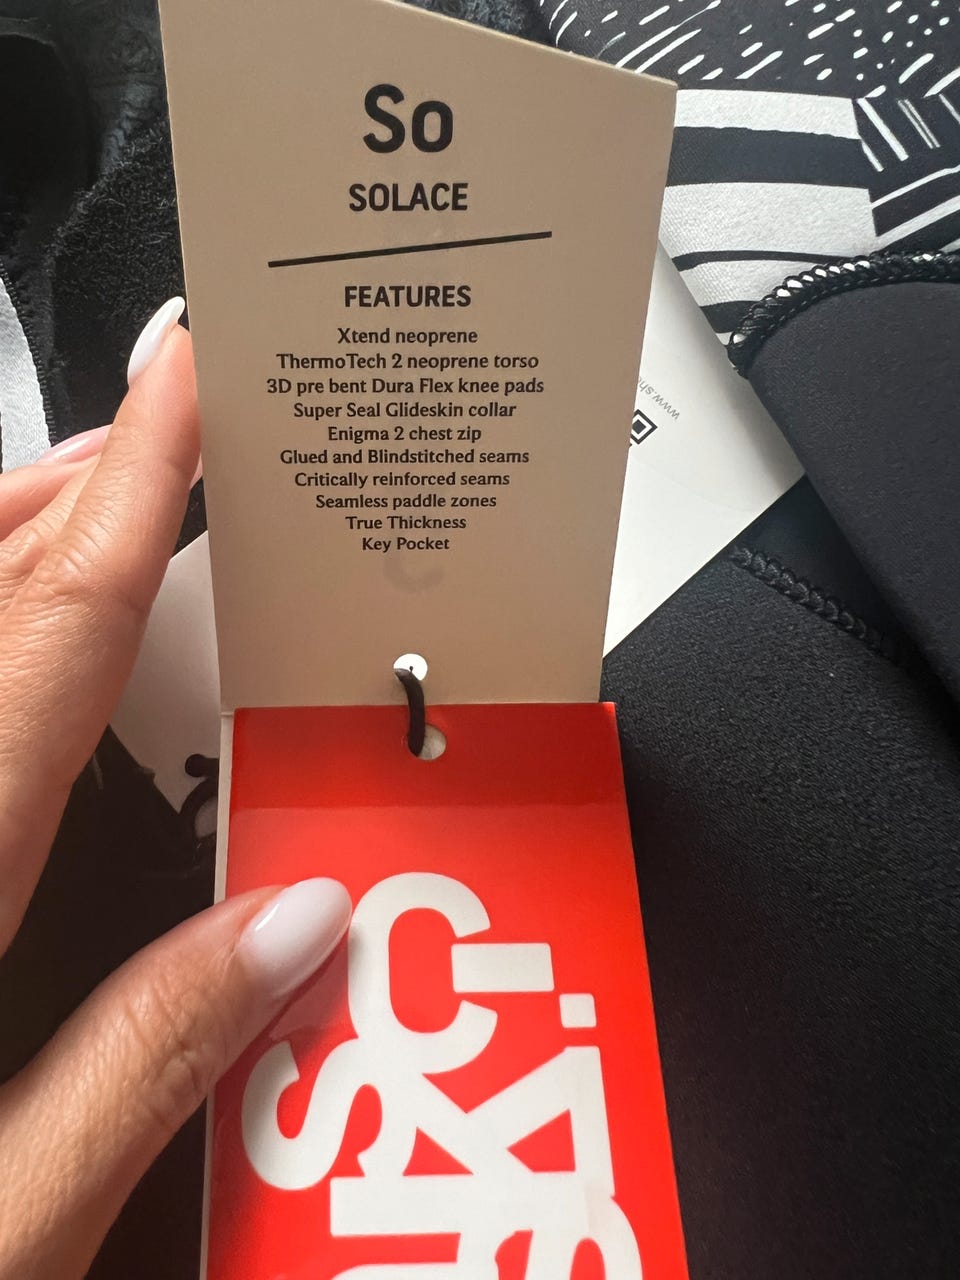 So
SOLACE
FEATURES
Xtend neoprene
ThermoTech 2 neoprene torso
3D pre bent Dura Flex knee pads
Super Seal Glideskin collar
Enigma 2 chest zip
Glued and Blindstitched seams
Critically reinforced seams
Seamless paddle zones
True Thickness
Key Pocket